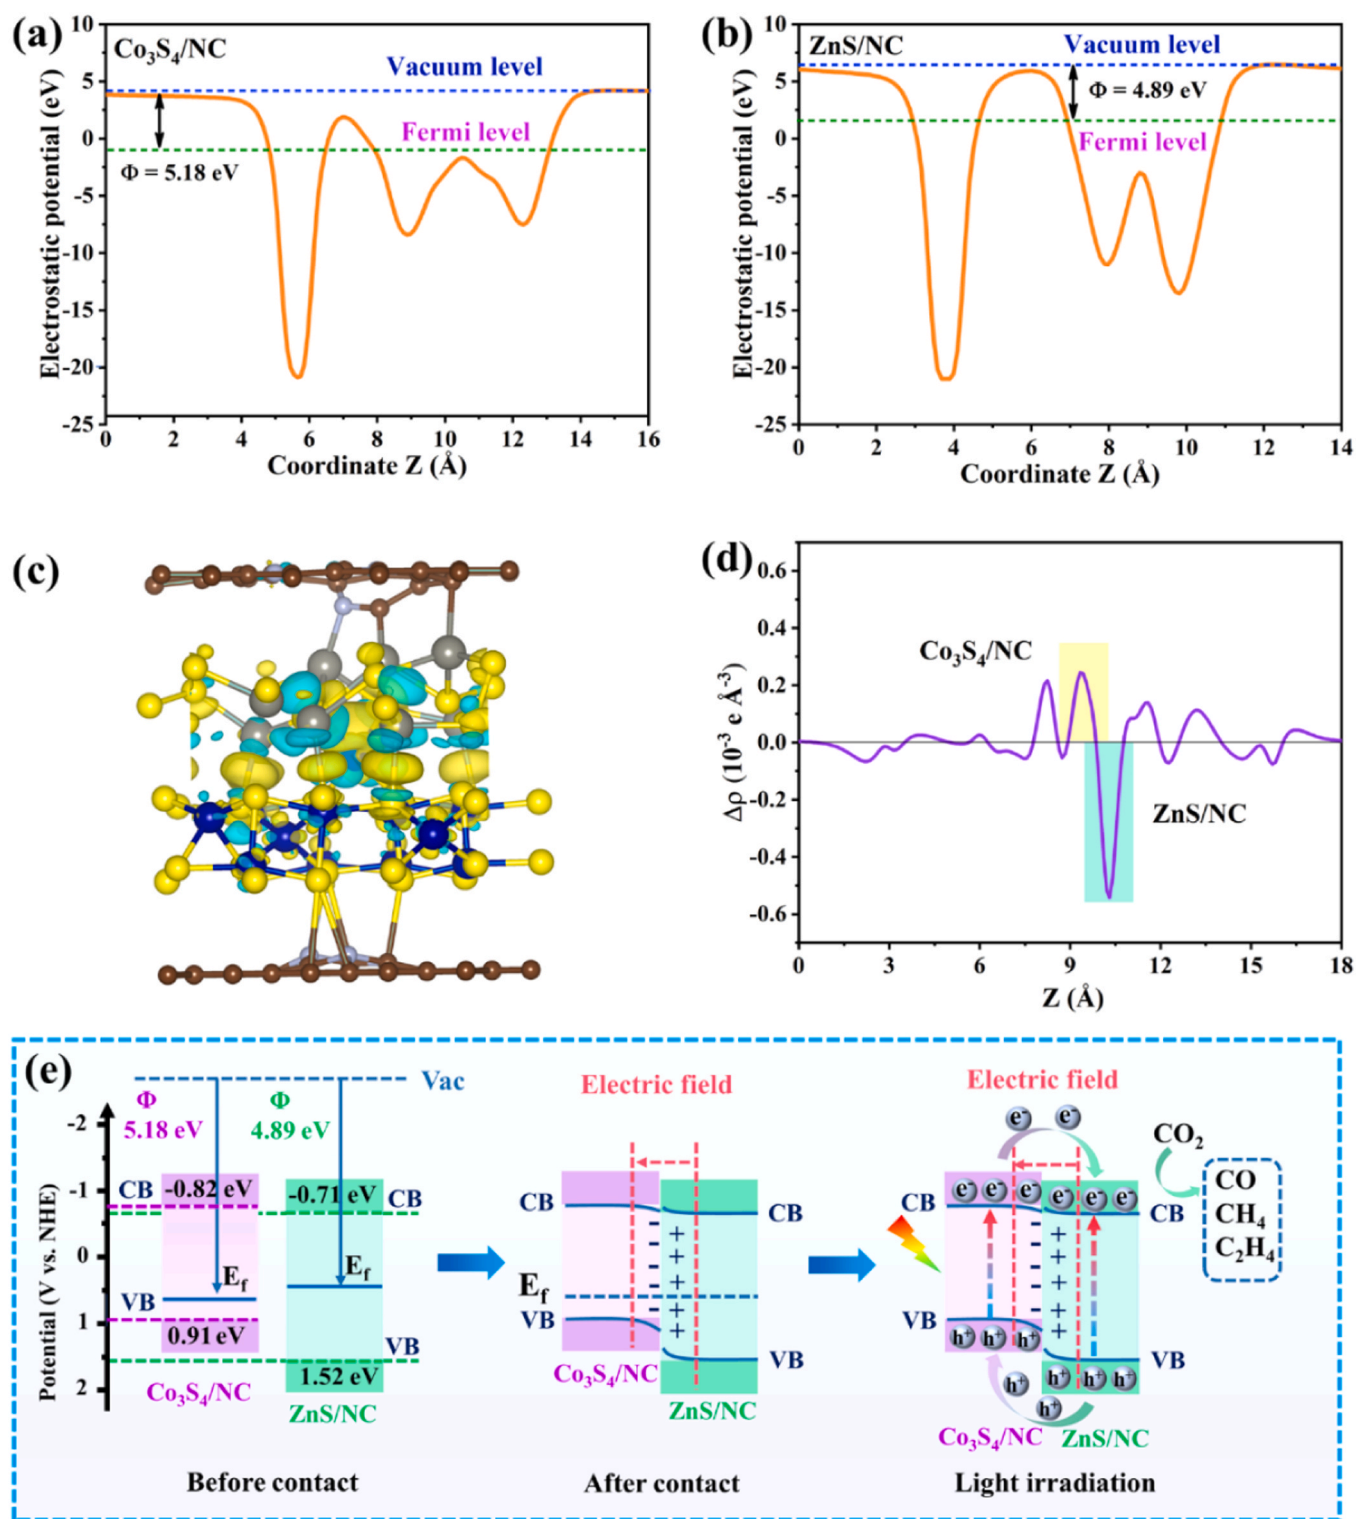 (a)
Co₃S₄/NC
Vacuum level
Fermi level
Φ = 5.18 eV
Electrostatic potential (eV)
10
5
0
-5
-10
-15
-20
-25
0 2 4 6 8 10 12 14 16
Coordinate Z (Å)
(b)
ZnS/NC
Vacuum level
Φ = 4.89 eV
Fermi level
Electrostatic potential (eV)
10
5
0
-5
-10
-15
-20
-25
0 2 4 6 8 10 12 14
Coordinate Z (Å)
(c)
(d)
Co₃S₄/NC
ZnS/NC
Δρ (10⁻³ e Å⁻³)
0.6
0.4
0.2
0.0
-0.2
-0.4
-0.6
0 3 6 9 12 15 18
Z (Å)
(e)
Vac
Φ
5.18 eV
Φ
4.89 eV
Potential (V vs. NHE)
-2
-1
0
1
2
CB
-0.82 eV
-0.71 eV
CB
E_f
E_f
VB
0.91 eV
VB
1.52 eV
Co₃S₄/NC
ZnS/NC
Before contact
Electric field
CB
CB
- +
- +
- +
- +
- +
E_f
VB
VB
Co₃S₄/NC
ZnS/NC
After contact
Electric field
e⁻ e⁻
CO₂
CO
CH₄
C₂H₄
e⁻ e⁻ e⁻ e⁻ e⁻ e⁻
CB
- +
- +
- +
- +
- +
h⁺ h⁺ h⁺
VB
h⁺ h⁺ h⁺
h⁺
h⁺
Co₃S₄/NC
ZnS/NC
Light irradiation